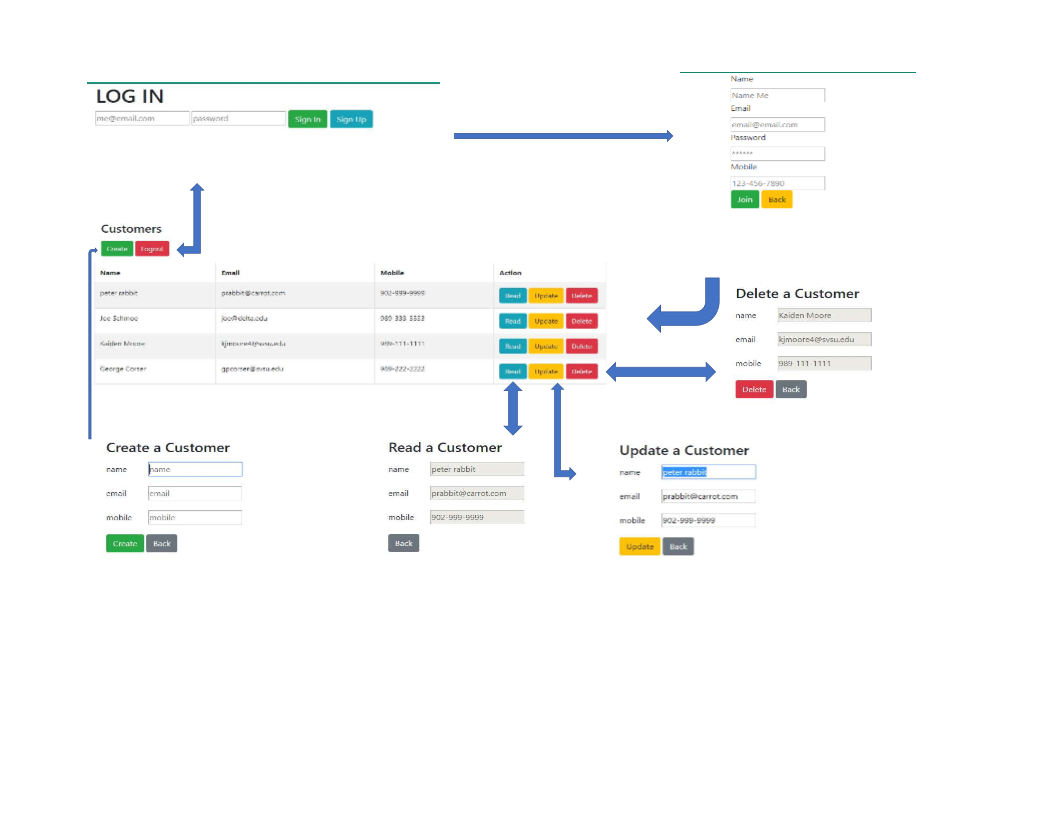 LOG IN
me@email.com password Sign In Sign Up
Name
Name Me
Email
email@email.com
Password
******
Mobile
123-456-7890
Join Back
Customers
Create Logout
Name Email Mobile Action
peter rabbit prabbit@carrot.com 902-999-9999 Read Update Delete
Joe Schmoe joe@delta.edu 989-333-3333 Read Update Delete
Kaiden Moore kjmoore4@svsu.edu 989-111-1111 Read Update Delete
George Corser gpcorser@svsu.edu 989-222-2222 Read Update Delete
Delete a Customer
name Kaiden Moore
email kjmoore4@svsu.edu
mobile 989-111-1111
Delete Back
Create a Customer
name name
email email
mobile mobile
Create Back
Read a Customer
name peter rabbit
email prabbit@carrot.com
mobile 902-999-9999
Back
Update a Customer
name peter rabbit
email prabbit@carrot.com
mobile 902-999-9999
Update Back